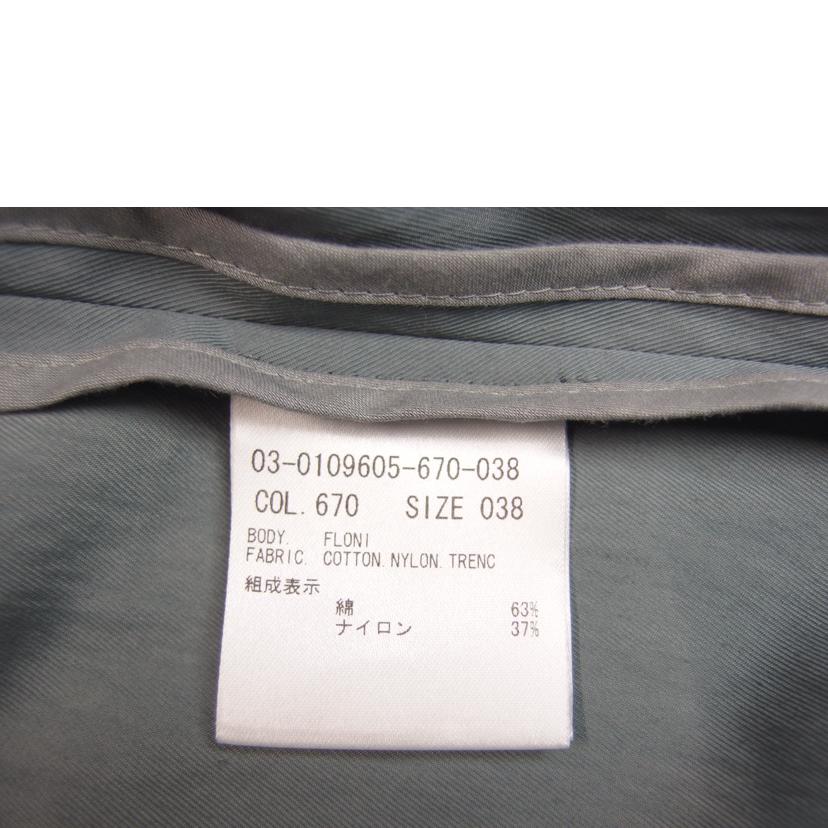 03-0109605-670-038
COL. 670 SIZE 038
BODY. FLONI
FABRIC. COTTON.NYLON.TRENC
組成表示
綿 63%
ナイロン 37%